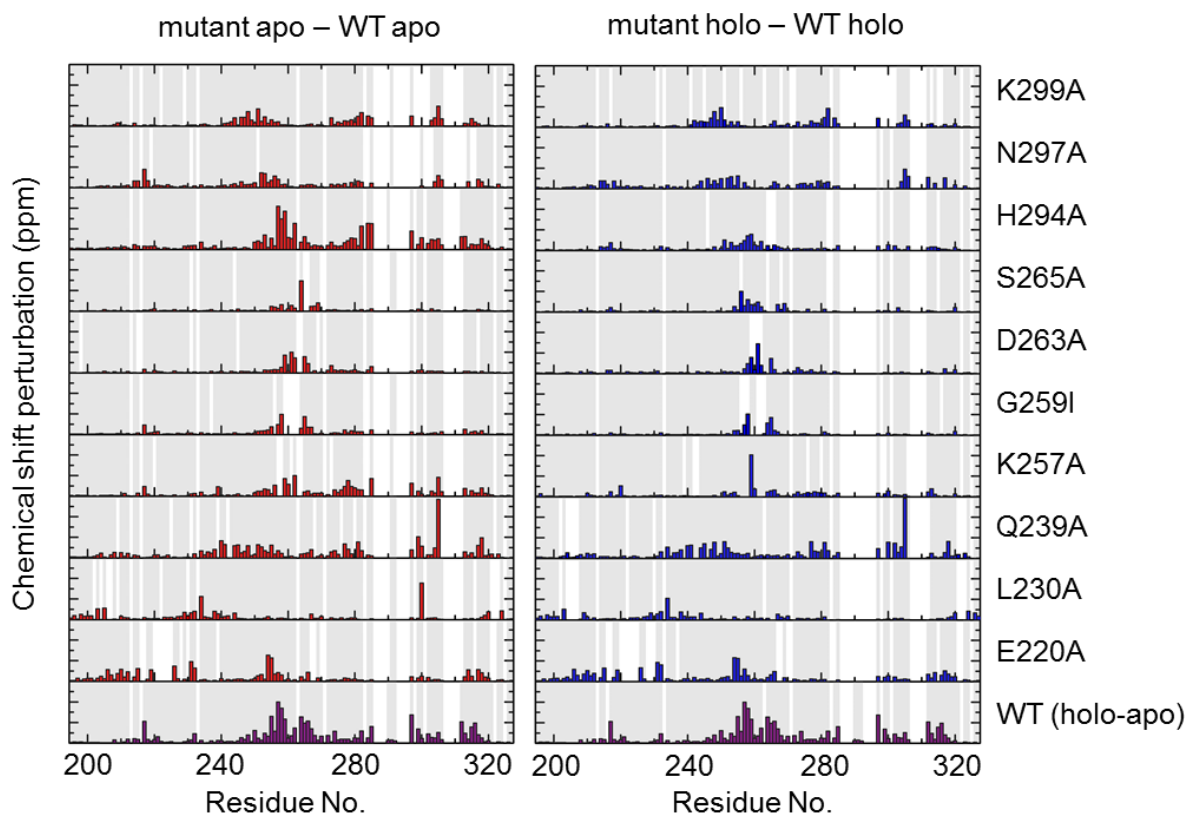 mutant apo – WT apo
mutant holo – WT holo
K299A
N297A
H294A
S265A
D263A
G259I
K257A
Q239A
L230A
E220A
WT (holo-apo)
Chemical shift perturbation (ppm)
200 240 280 320
200 240 280 320
Residue No.
Residue No.